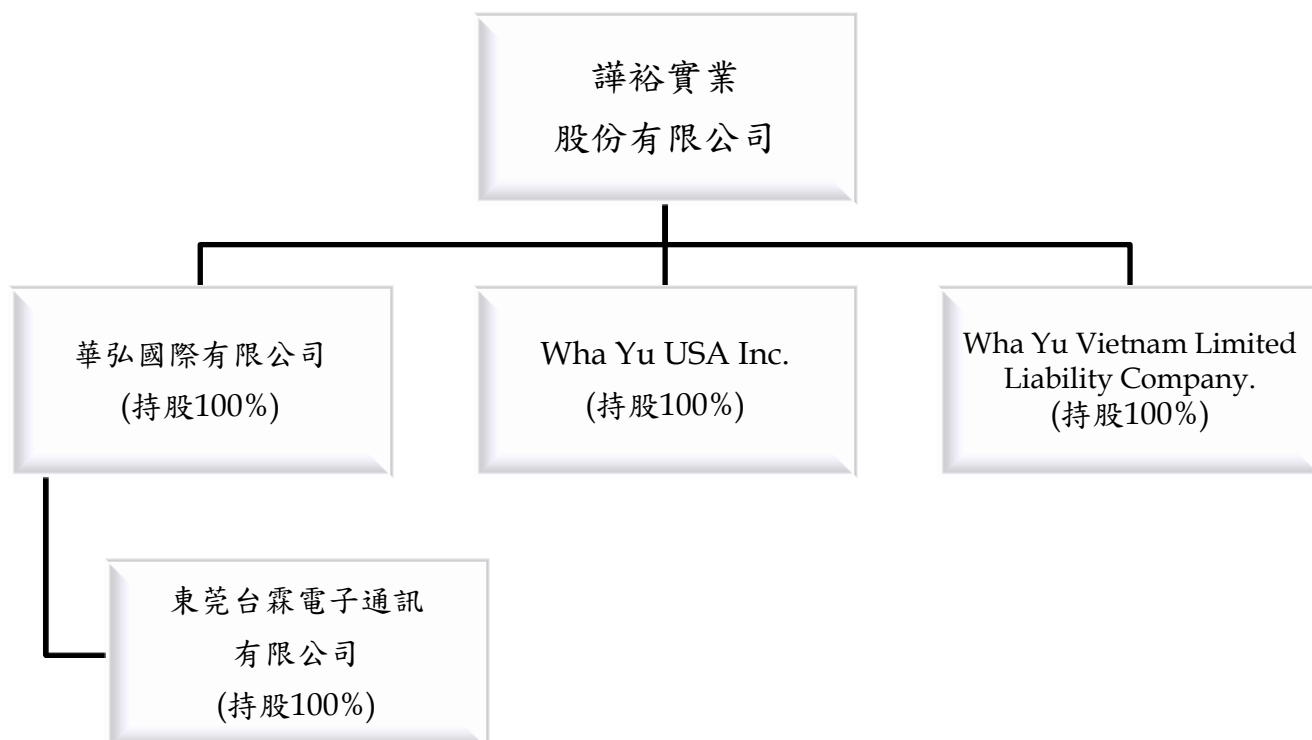 譁裕實業
股份有限公司
華弘國際有限公司
(持股100%)
Wha Yu USA Inc.
(持股100%)
Wha Yu Vietnam Limited
Liability Company.
(持股100%)
東莞台霖電子通訊
有限公司
(持股100%)